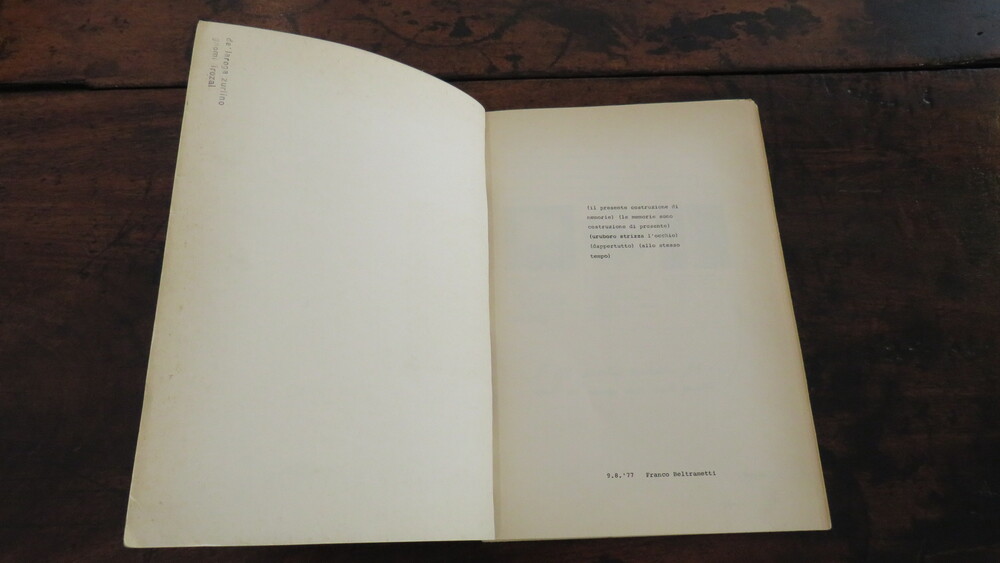 (il presente costruzione di
memorie) (le memorie sono
costruzione di presente)
(uroboro strizza l'occhio)
(Dappertutto) (allo stesso
tempo)
9.8.'77 Franco Beltrametti